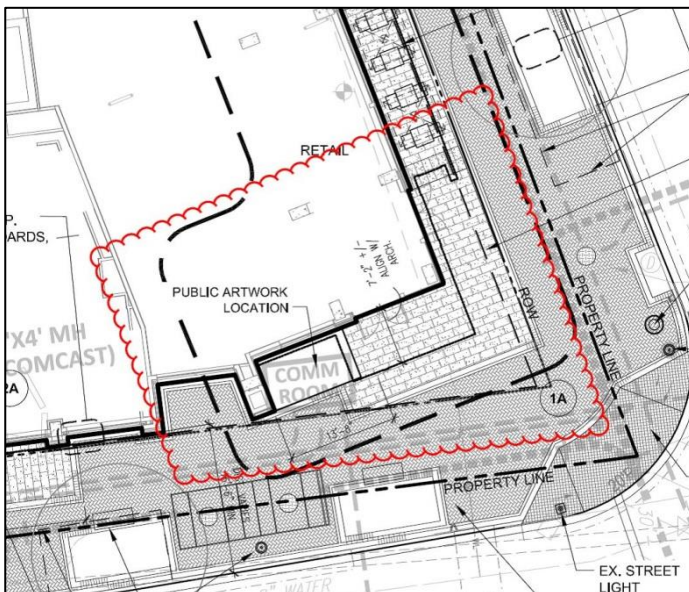 RETAIL
P.
OARDS,
7'-2" +/-
ALIGN W/
ARCH.
PUBLIC ARTWORK
LOCATION
'X4' MH
COMCAST)
COMM
ROOM
ROW
PROPERTY LINE
1A
2A
PROPERTY LINE
EX. STREET
LIGHT
WATER